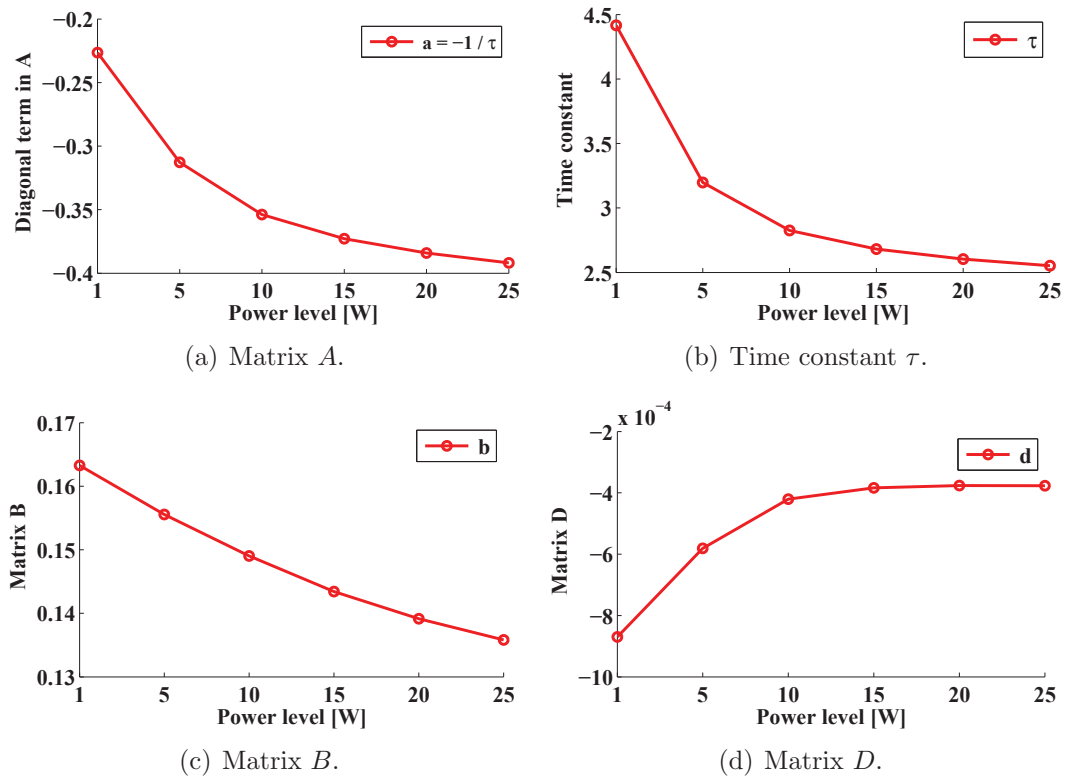 −0.2
−0.25
−0.3
−0.35
−0.4
Diagonal term in A
a = −1 / τ
1 5 10 15 20 25
Power level [W]
(a) Matrix A.
4.5
4
3.5
3
2.5
Time constant
τ
1 5 10 15 20 25
Power level [W]
(b) Time constant τ.
0.17
0.16
0.15
0.14
0.13
Matrix B
b
1 5 10 15 20 25
Power level [W]
(c) Matrix B.
x 10⁻⁴
−2
−4
−6
−8
−10
Matrix D
d
1 5 10 15 20 25
Power level [W]
(d) Matrix D.